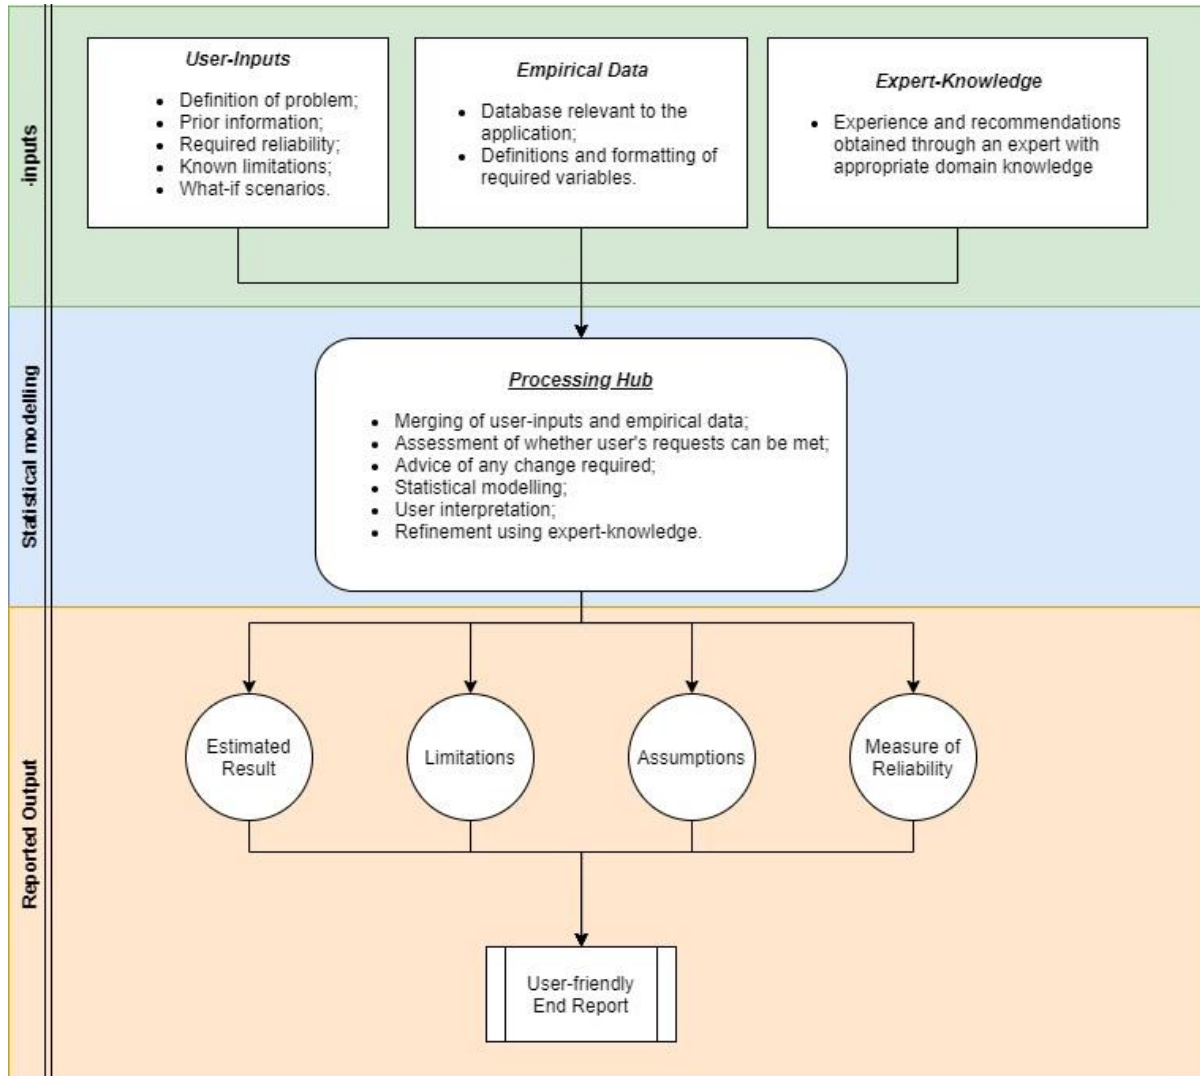 -inputs
User-Inputs
• Definition of problem;
• Prior information;
• Required reliability;
• Known limitations;
• What-if scenarios.
Empirical Data
• Database relevant to the
application;
• Definitions and formatting of
required variables.
Expert-Knowledge
• Experience and recommendations
obtained through an expert with
appropriate domain knowledge
Statistical modelling
Processing Hub
• Merging of user-inputs and empirical data;
• Assessment of whether user's requests can be met;
• Advice of any change required;
• Statistical modelling;
• User interpretation;
• Refinement using expert-knowledge.
Reported Output
Estimated
Result
Limitations
Assumptions
Measure of
Reliability
User-friendly
End Report